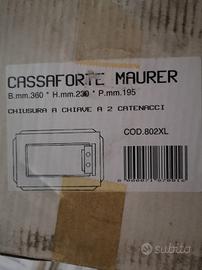 CASSAFORTE MAURER
B.mm.360 * H.mm.230 * P.mm.195
CHIUSURA A CHIAVE A 2 CATENACCI
COD.802XL
subito